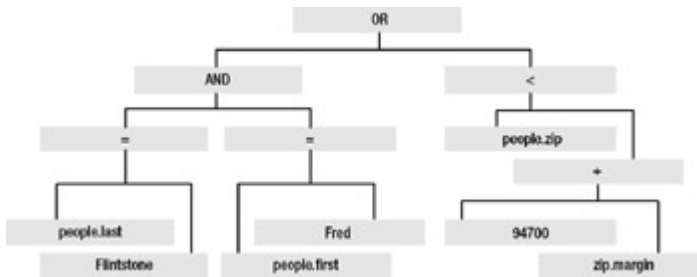 OR
AND <
= = people.zip
+
people.last Fred 94700
Flintstone people.first zip.margin